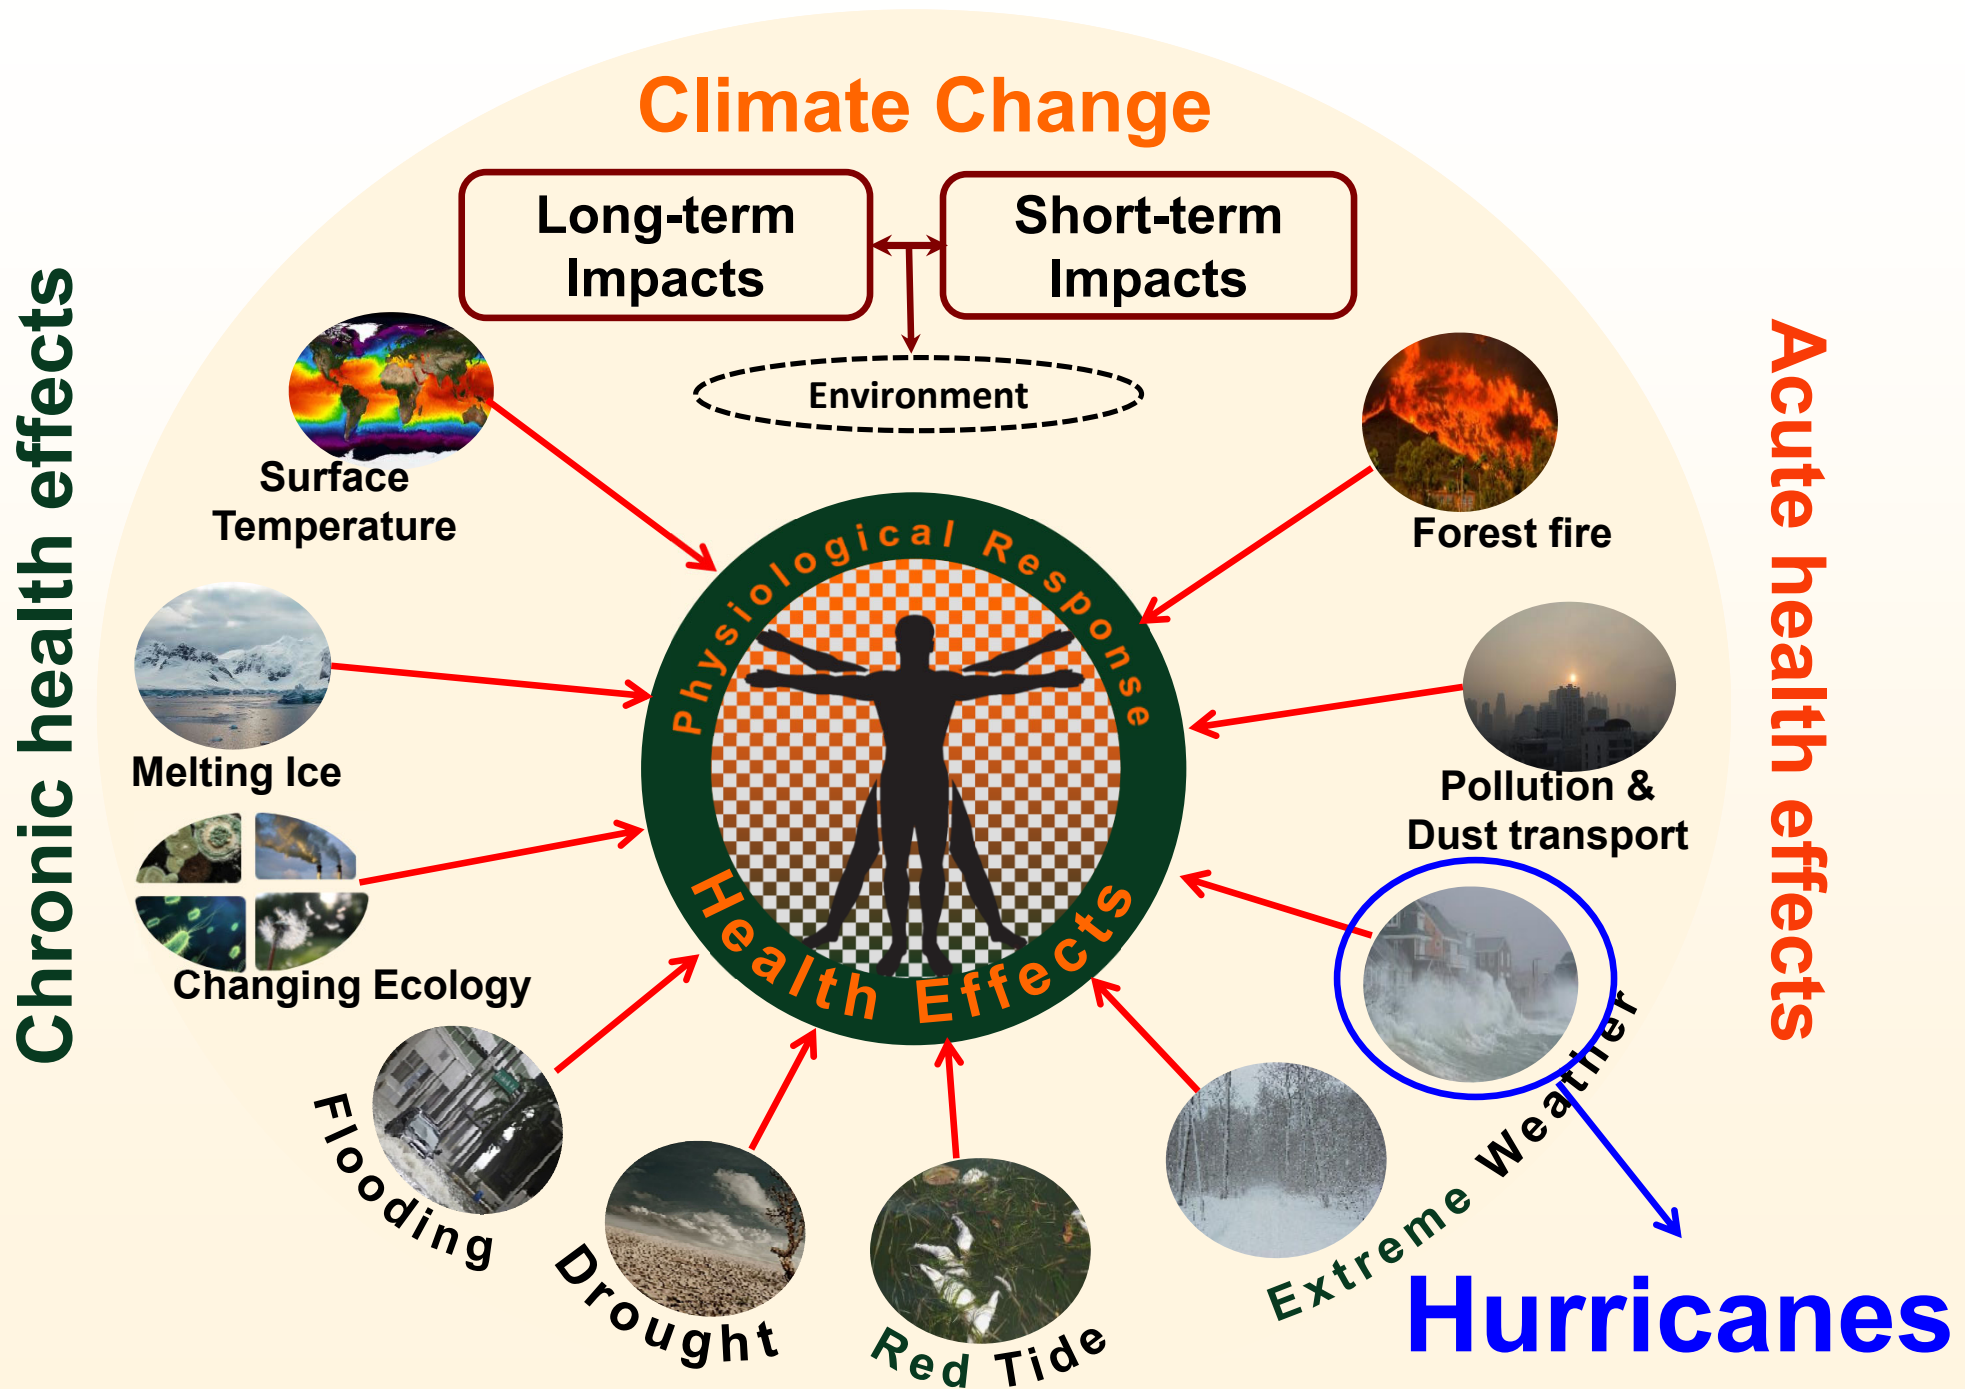 Climate Change
Long-term
Impacts
Short-term
Impacts
Environment
Chronic health effects
Acute health effects
Surface
Temperature
Forest fire
Physiological Response
Melting Ice
Pollution &
Dust transport
Health Effects
Changing Ecology
Flooding
Drought
Red Tide
Extreme Weather
Hurricanes